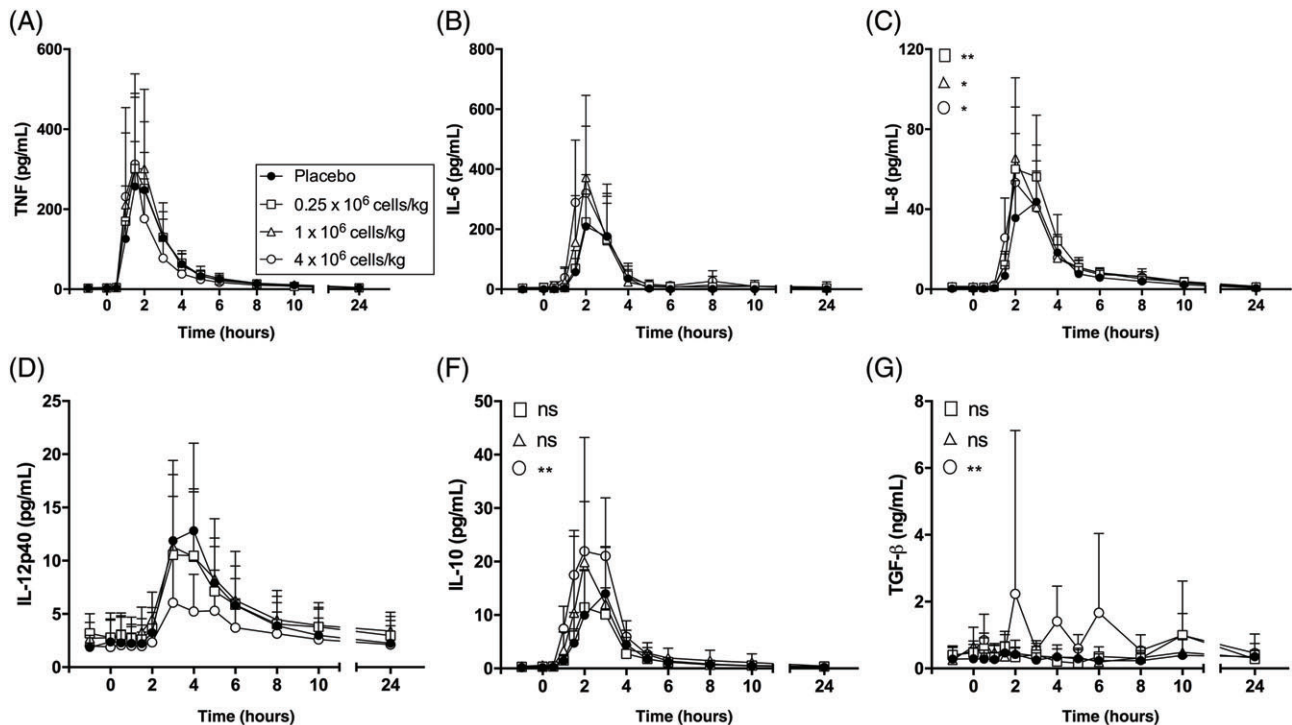 (A)
600
400
200
0
TNF (pg/mL)
0 2 4 6 8 10 24
Time (hours)
Placebo
0.25 x 10⁶ cells/kg
1 x 10⁶ cells/kg
4 x 10⁶ cells/kg
(B)
800
600
400
200
0
IL-6 (pg/mL)
0 2 4 6 8 10 24
Time (hours)
(C)
120
80
40
0
IL-8 (pg/mL)
**
*
*
0 2 4 6 8 10 24
Time (hours)
(D)
25
20
15
10
5
0
IL-12p40 (pg/mL)
0 2 4 6 8 10 24
Time (hours)
(F)
50
40
30
20
10
0
IL-10 (pg/mL)
ns
ns
**
0 2 4 6 8 10 24
Time (hours)
(G)
8
6
4
2
0
TGF-β (ng/mL)
ns
ns
**
0 2 4 6 8 10 24
Time (hours)